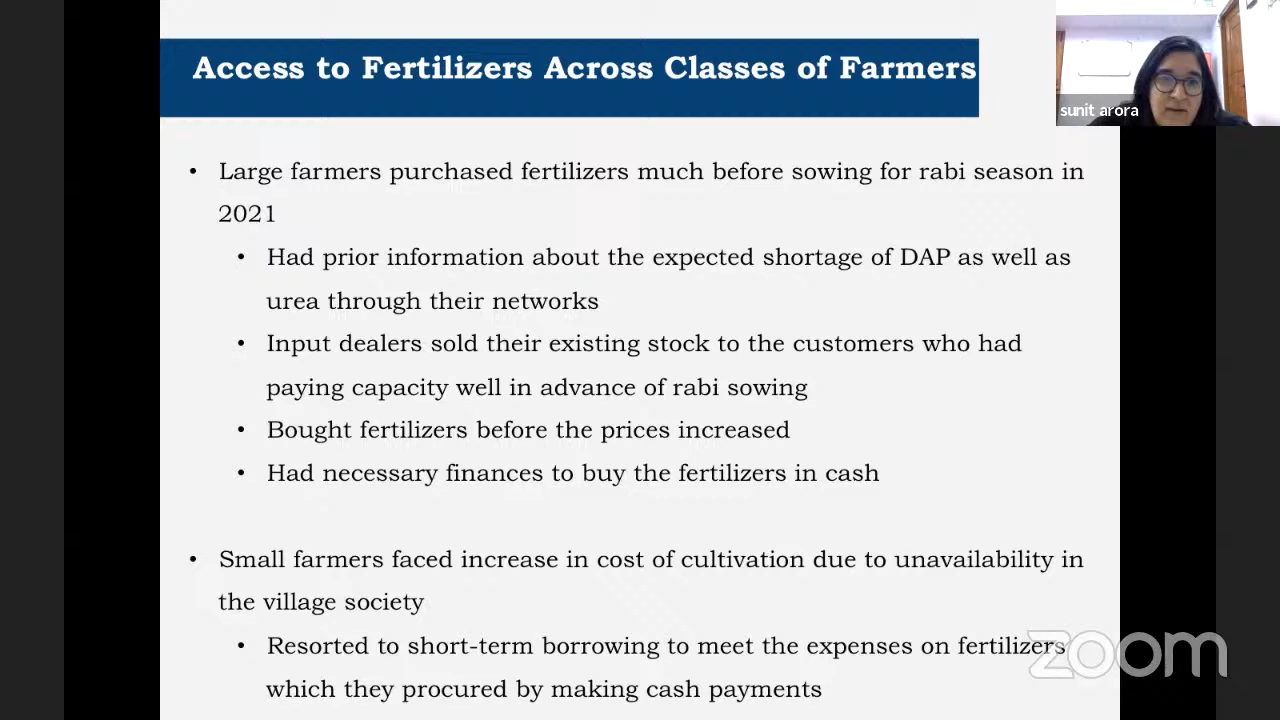 Access to Fertilizers Across Classes of Farmers
sunit arora
• Large farmers purchased fertilizers much before sowing for rabi season in
2021
• Had prior information about the expected shortage of DAP as well as
urea through their networks
• Input dealers sold their existing stock to the customers who had
paying capacity well in advance of rabi sowing
• Bought fertilizers before the prices increased
• Had necessary finances to buy the fertilizers in cash
• Small farmers faced increase in cost of cultivation due to unavailability in
the village society
• Resorted to short-term borrowing to meet the expenses on fertilizers
which they procured by making cash payments
zoom